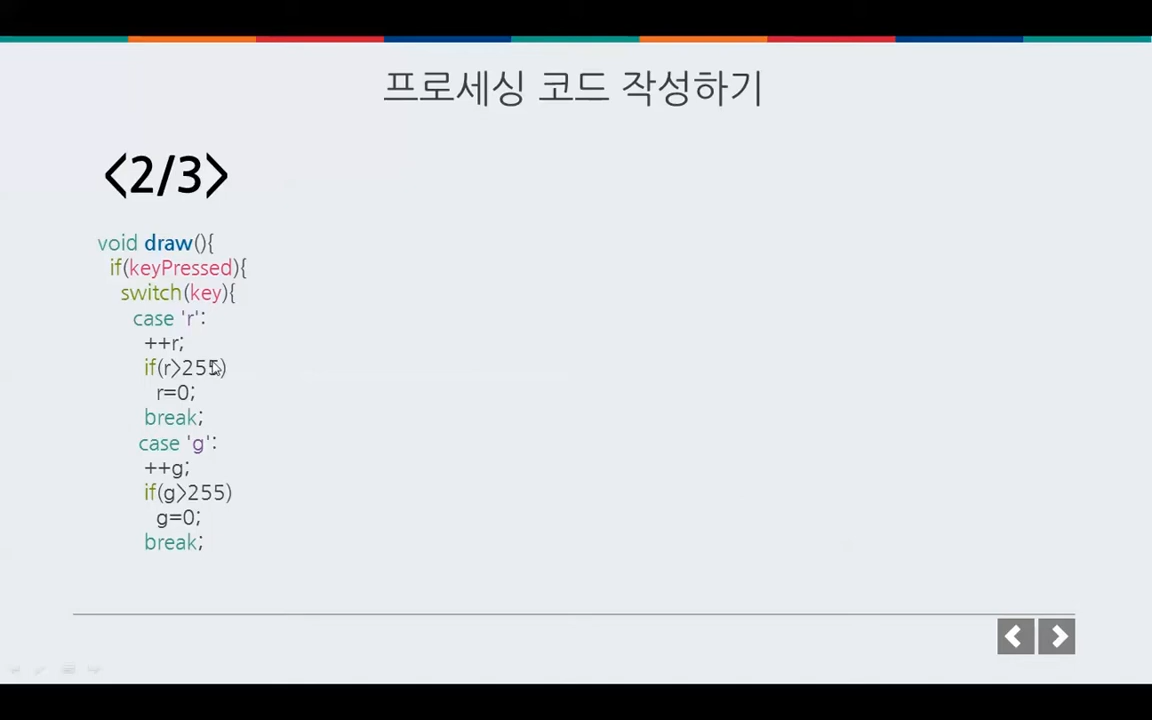 프로세싱 코드 작성하기
<2/3>
void draw(){
if(keyPressed){
switch(key){
case 'r':
++r;
if(r>255)
r=0;
break;
case 'g':
++g;
if(g>255)
g=0;
break;